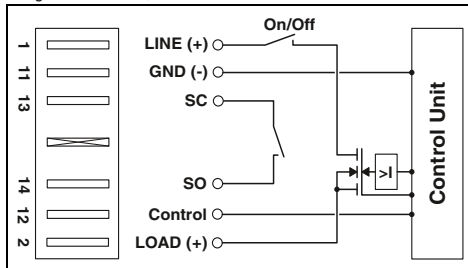 On/Off
1 LINE (+)
11 GND (-)
13 SC
14 SO
12 Control
2 LOAD (+)
>I
Control Unit